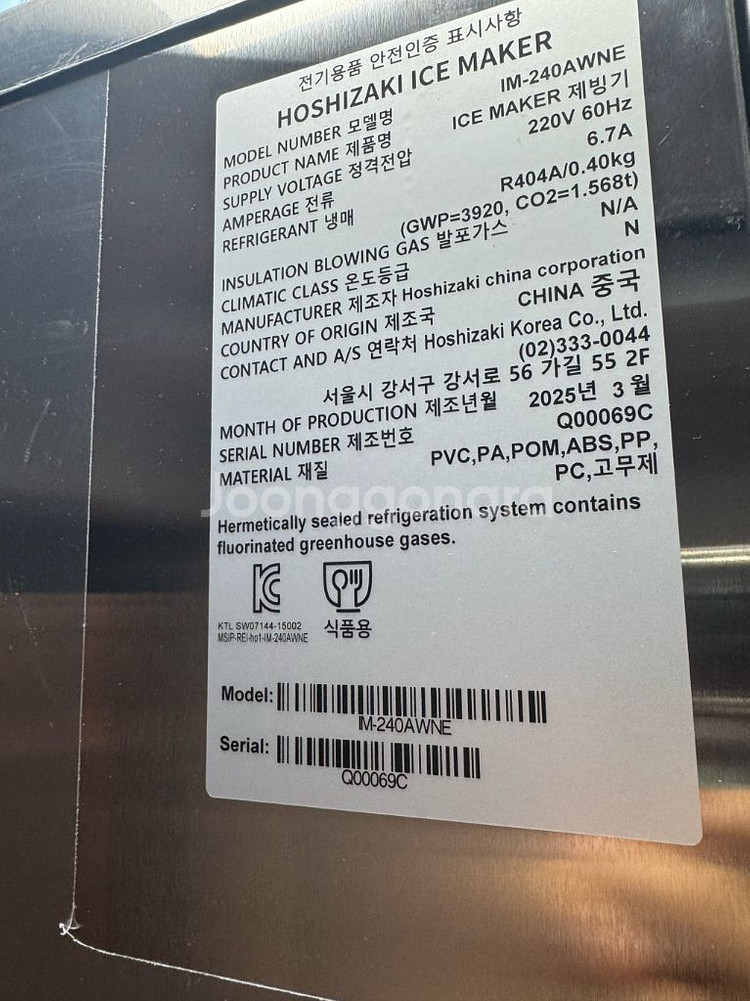 전기용품 안전인증 표시사항
HOSHIZAKI ICE MAKER
MODEL NUMBER 모델명 IM-240AWNE
PRODUCT NAME 제품명 ICE MAKER 제빙기
SUPPLY VOLTAGE 정격전압 220V 60Hz
AMPERAGE 전류 6.7A
REFRIGERANT 냉매 R404A/0.40kg
(GWP=3920, CO2=1.568t)
INSULATION BLOWING GAS 발포가스 N/A
CLIMATIC CLASS 온도등급 N
MANUFACTURER 제조자 Hoshizaki china corporation
COUNTRY OF ORIGIN 제조국 CHINA 중국
CONTACT AND A/S 연락처 Hoshizaki Korea Co., Ltd.
(02)333-0044
서울시 강서구 강서로 56 가길 55 2F
MONTH OF PRODUCTION 제조년월 2025년 3월
SERIAL NUMBER 제조번호 Q00069C
MATERIAL 재질 PVC,PA,POM,ABS,PP,
PC,고무제
Joonggonara
Hermetically sealed refrigeration system contains
fluorinated greenhouse gases.
KTL SW07144-15002
MSIP-REI-ho1-IM-240AWNE
식품용
Model:
IM-240AWNE
Serial:
Q00069C